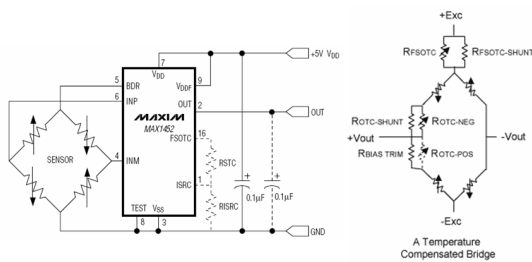 +5V VDD
7
VDD
5
BDR
VDDF
9
6
INP
OUT
2
OUT
MAXIM
MAX1452
FSOTC
16
RSTC
SENSOR
4
INM
ISRC
1
RISRC
+
0.1µF
+
0.1µF
TEST
VSS
8
3
GND
+Exc
RFSOTC
RFSOTC-SHUNT
ROTC-SHUNT
ROTC-NEG
+Vout
-Vout
RBIAS TRIM
ROTC-POS
-Exc
A Temperature
Compensated Bridge